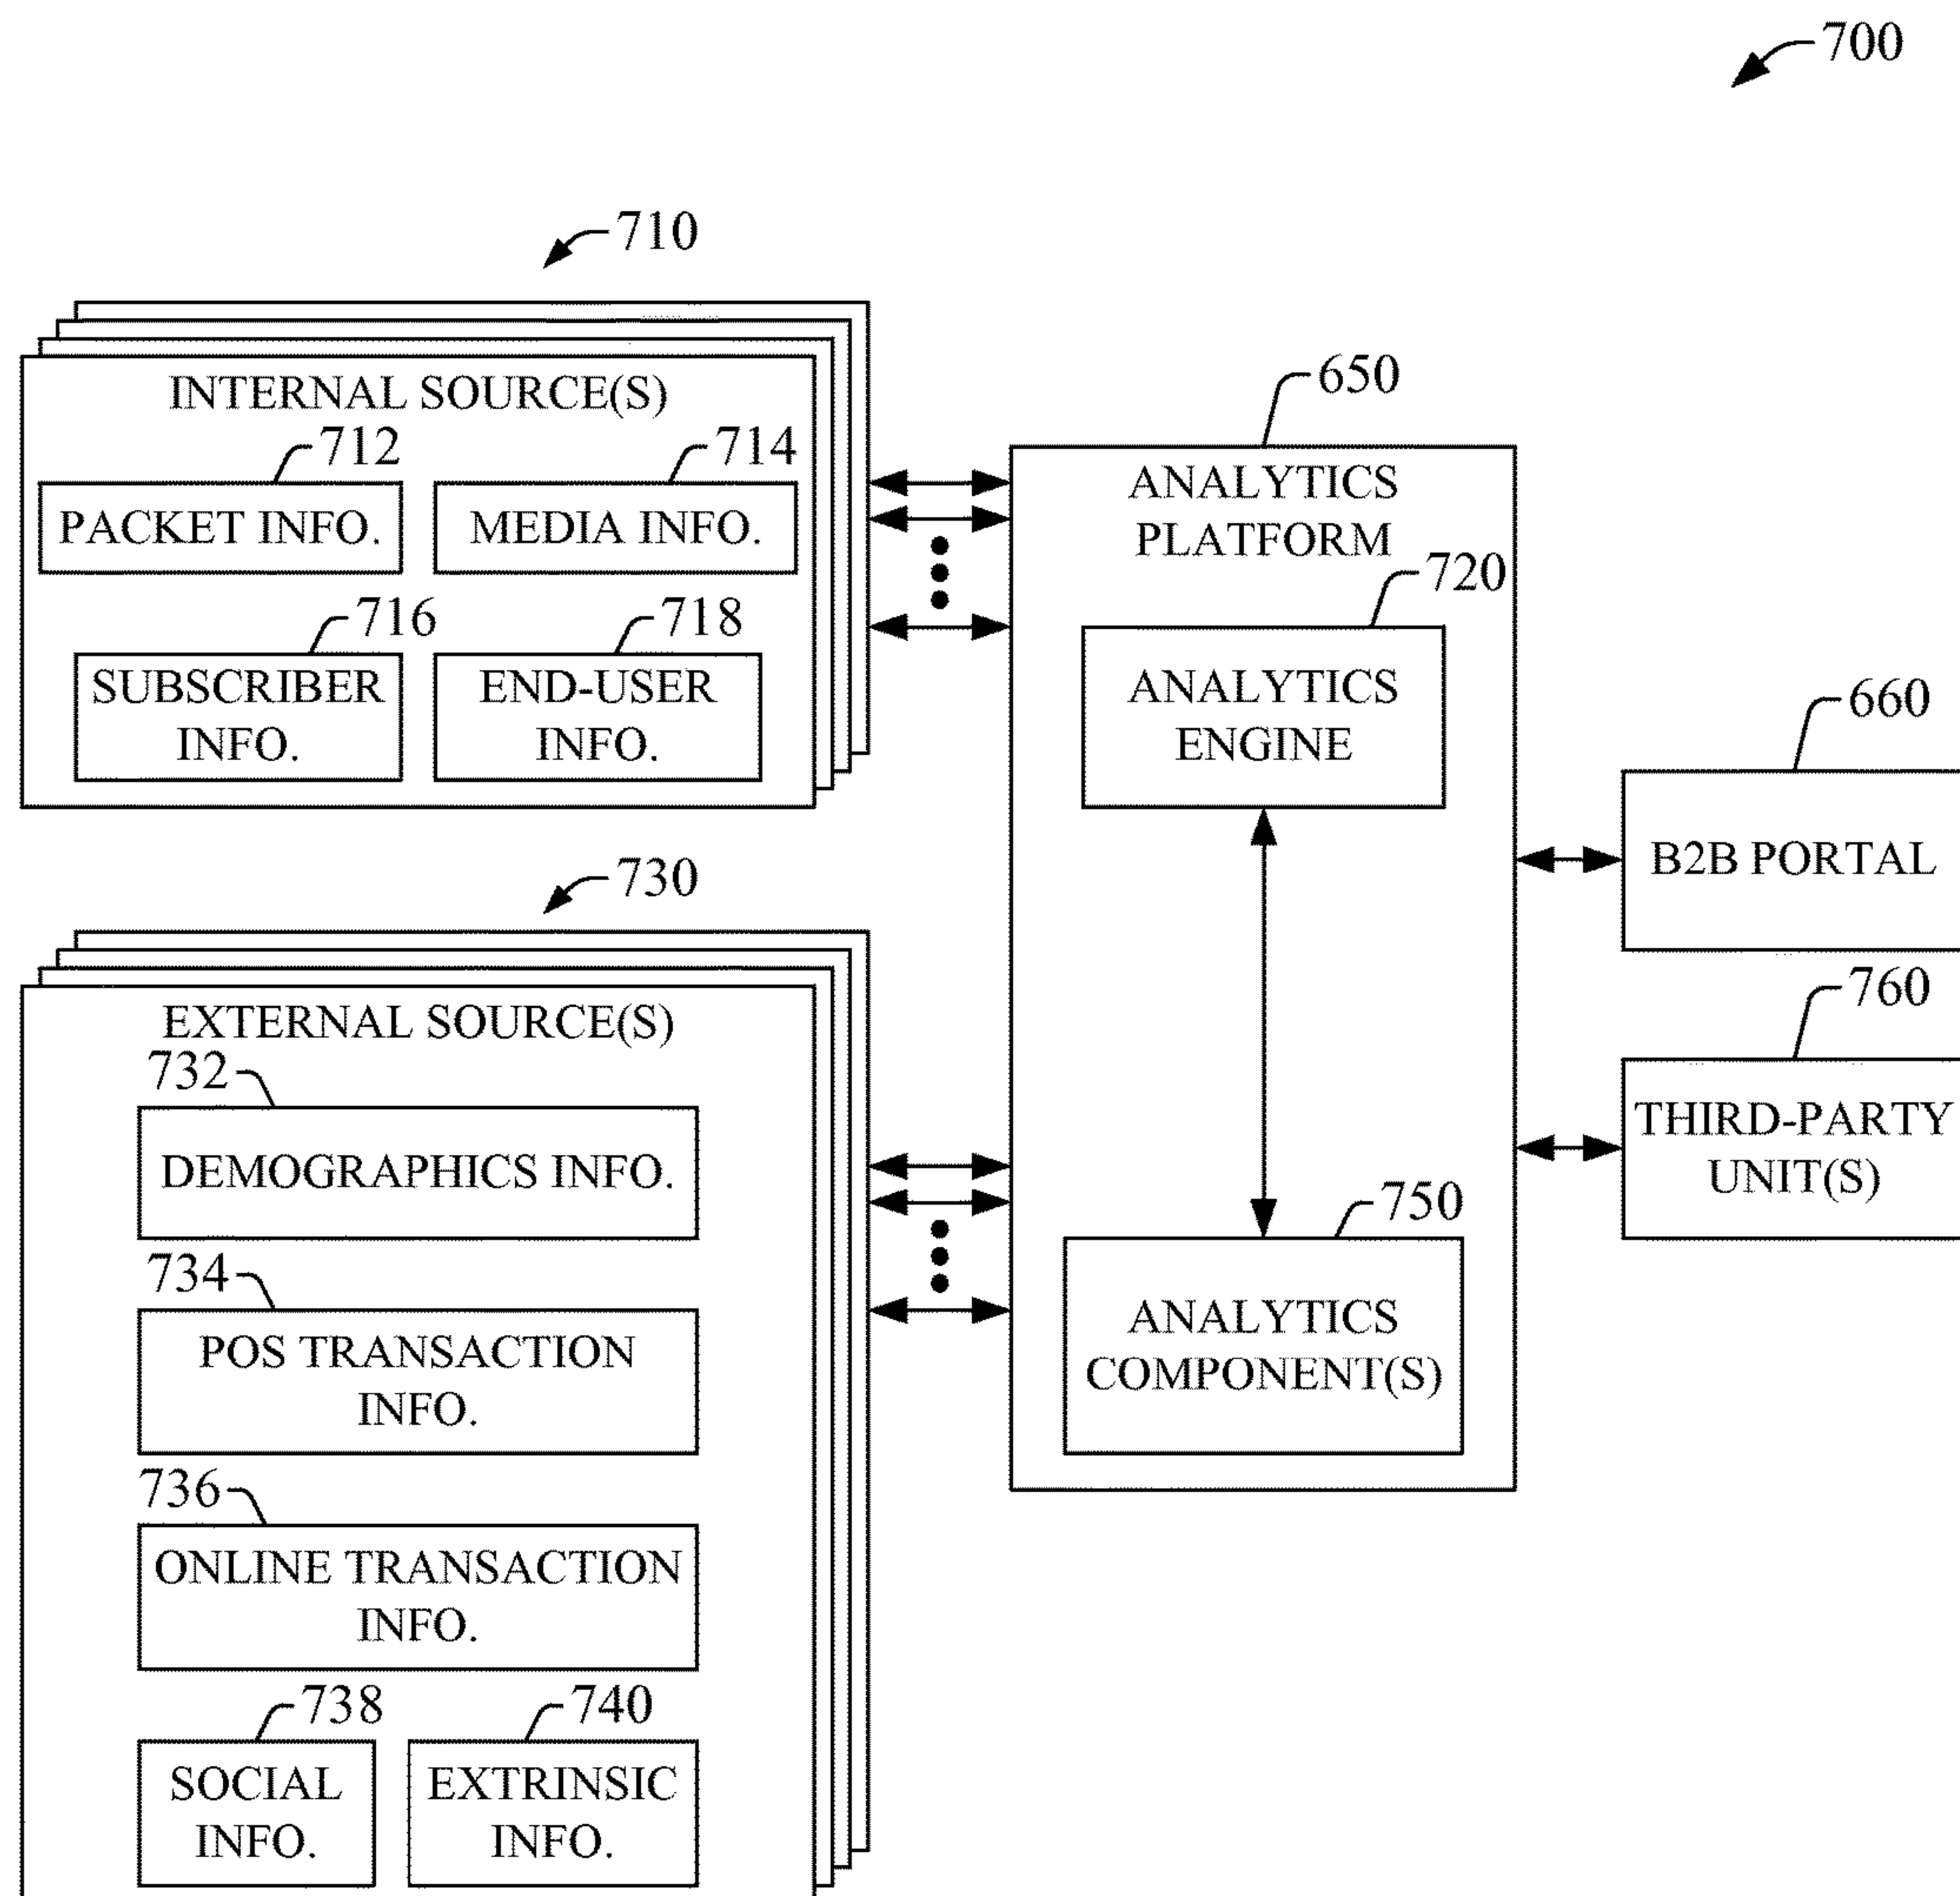 700
710
INTERNAL SOURCE(S)
712
714
PACKET INFO.
MEDIA INFO.
716
718
SUBSCRIBER
INFO.
END-USER
INFO.
730
EXTERNAL SOURCE(S)
732
DEMOGRAPHICS INFO.
734
POS TRANSACTION
INFO.
736
ONLINE TRANSACTION
INFO.
738
740
SOCIAL
INFO.
EXTRINSIC
INFO.
650
ANALYTICS
PLATFORM
720
ANALYTICS
ENGINE
750
ANALYTICS
COMPONENT(S)
660
B2B PORTAL
760
THIRD-PARTY
UNIT(S)